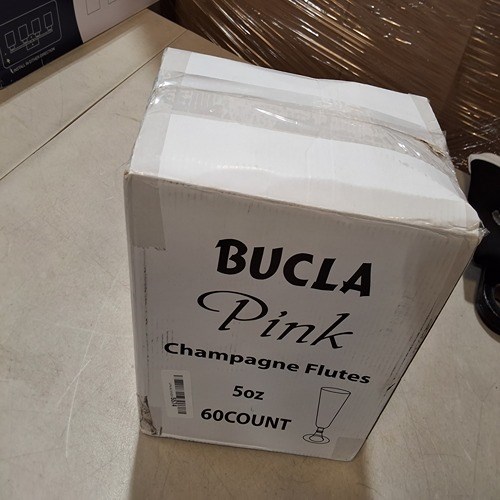 BUCLA
Pink
Champagne Flutes
5oz
60COUNT